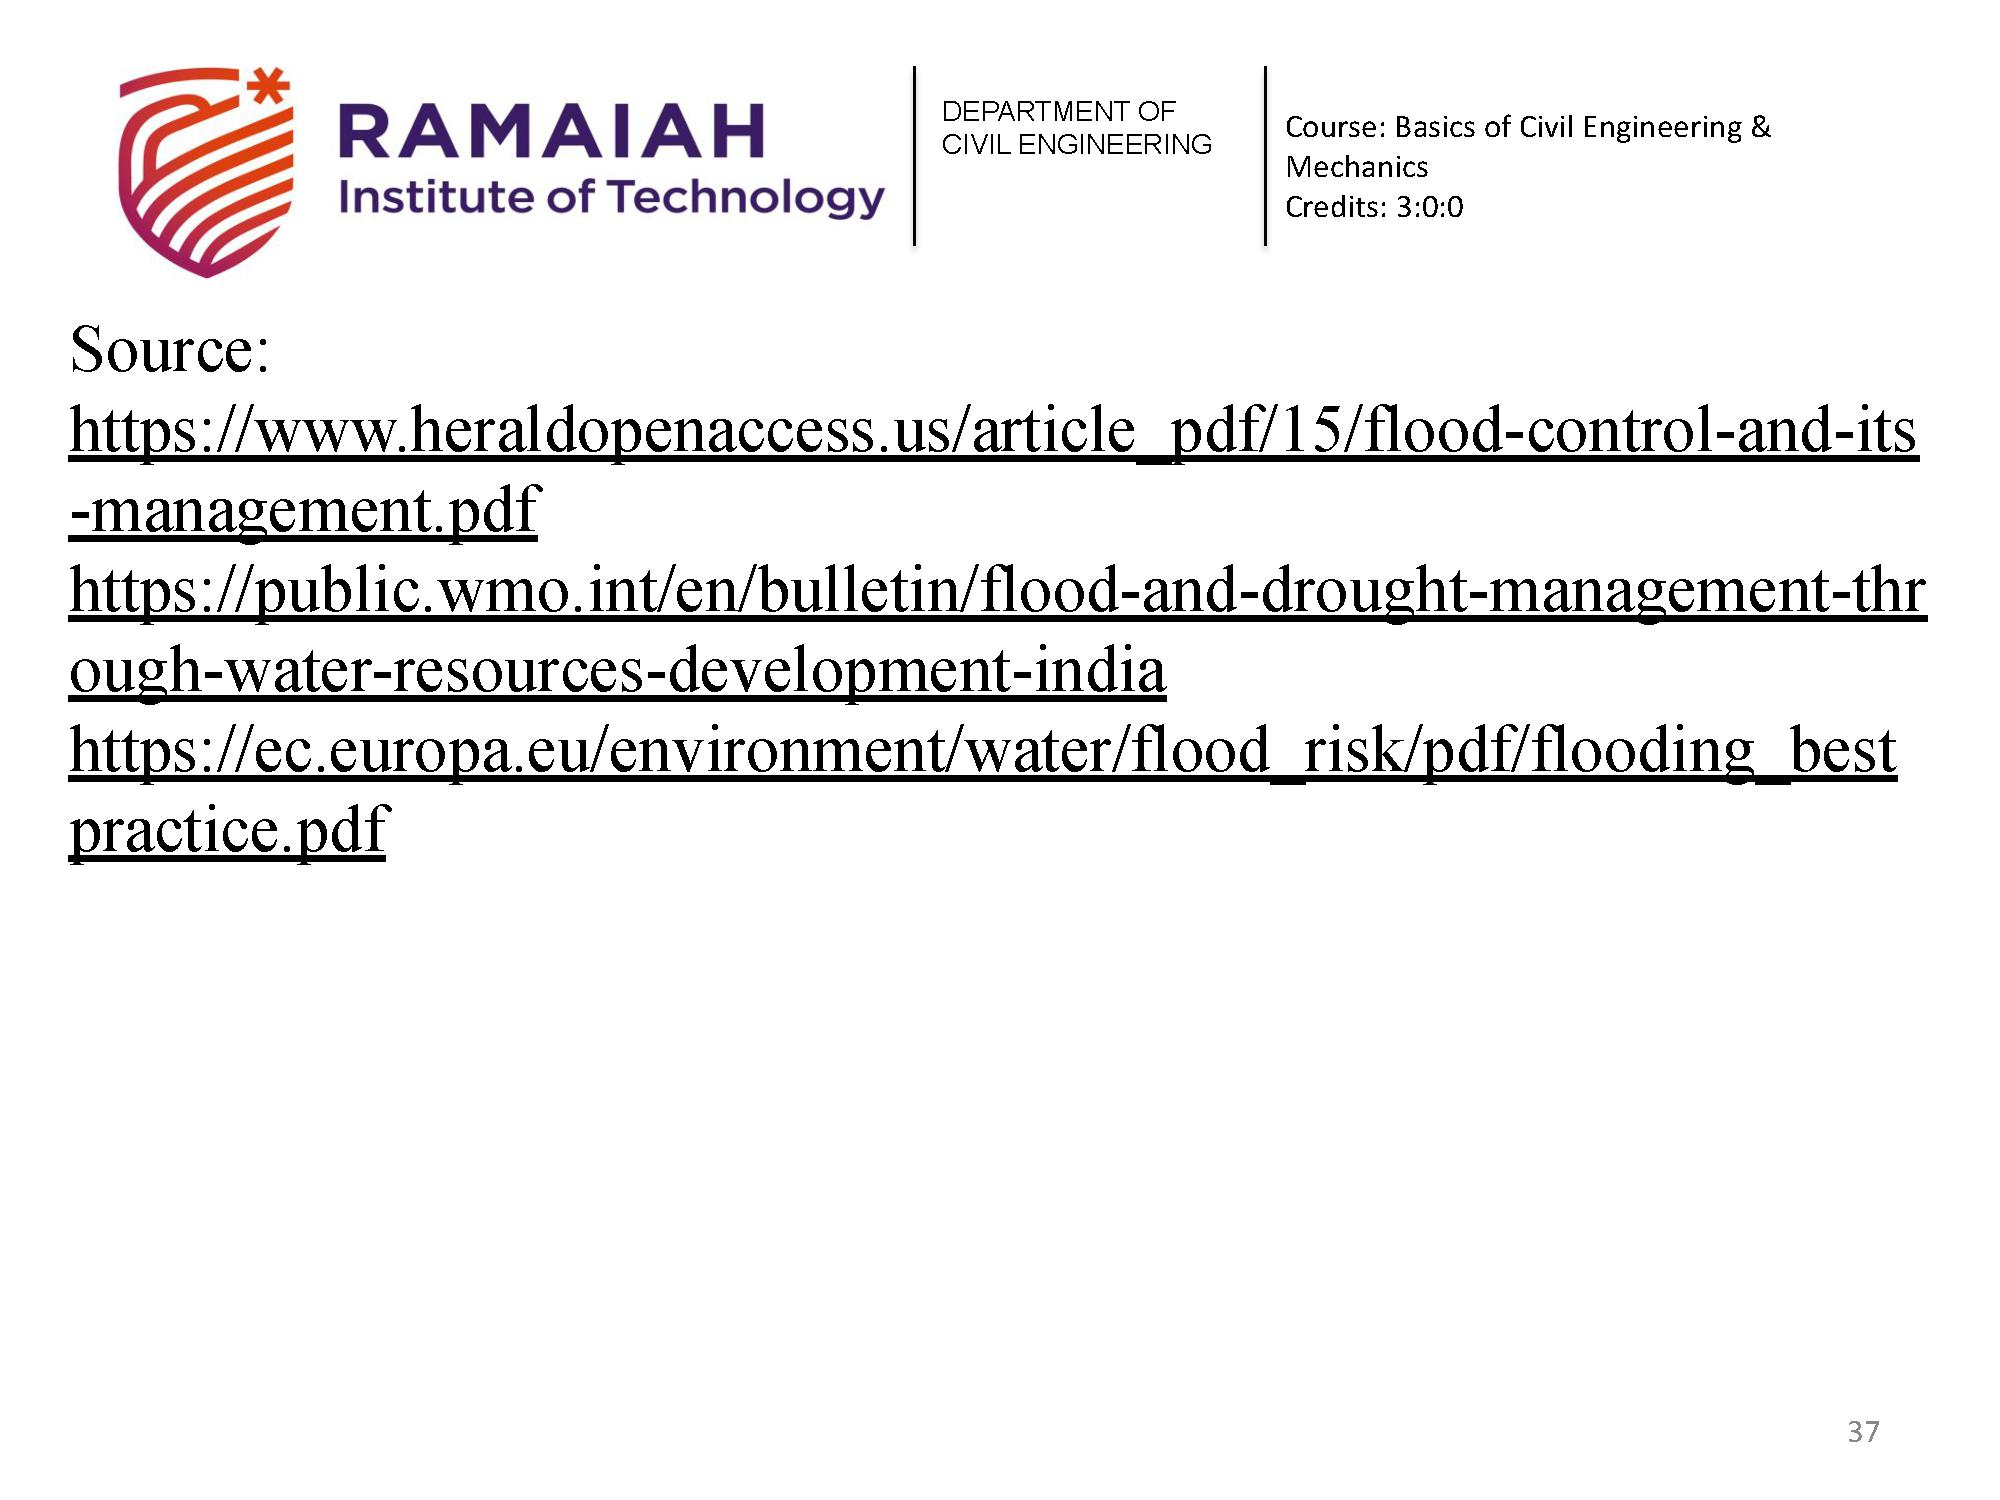 RAMAIAH
Institute of Technology
DEPARTMENT OF
CIVIL ENGINEERING
Course: Basics of Civil Engineering &
Mechanics
Credits: 3:0:0
Source:
https://www.heraldopenaccess.us/article_pdf/15/flood-control-and-its
-management.pdf
https://public.wmo.int/en/bulletin/flood-and-drought-management-thr
ough-water-resources-development-india
https://ec.europa.eu/environment/water/flood_risk/pdf/flooding_best
practice.pdf
37